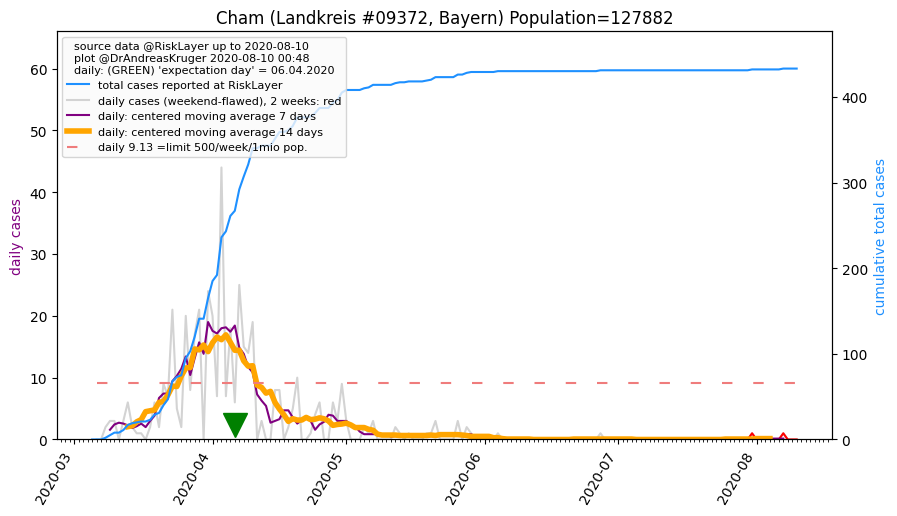 Cham (Landkreis #09372, Bayern) Population=127882
source data @RiskLayer up to 2020-08-10
plot @DrAndreasKruger 2020-08-10 00:48
daily: (GREEN) 'expectation day' = 06.04.2020
total cases reported at RiskLayer
daily cases (weekend-flawed), 2 weeks: red
daily: centered moving average 7 days
daily: centered moving average 14 days
daily 9.13 =limit 500/week/1mio pop.
daily cases
60
50
40
30
20
10
0
cumulative total cases
400
300
200
100
0
2020-03
2020-04
2020-05
2020-06
2020-07
2020-08